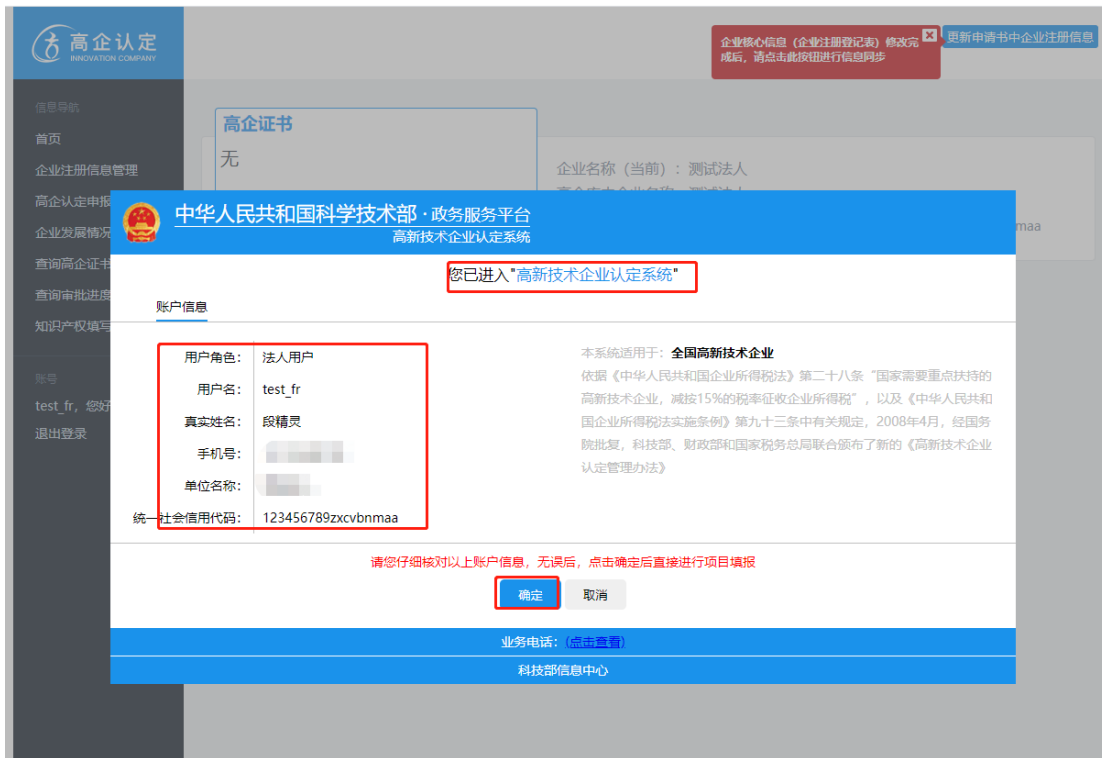 高企认定
INNOVATION COMPANY
企业核心信息（企业注册登记表）修改完
成后，请点击此按钮进行信息同步
更新申请书中企业注册信息
信息导航
首页
企业注册信息管理
高企认定申报
企业发展情况
查询高企证书
查询审批进度
知识产权填写
账号
test_fr，您好
退出登录
高企证书
无
企业名称（当前）：测试法人
maa
中华人民共和国科学技术部 · 政务服务平台
高新技术企业认定系统
您已进入"高新技术企业认定系统"
账户信息
用户角色： 法人用户
用户名： test_fr
真实姓名： 段精灵
手机号：
单位名称：
统一社会信用代码： 123456789zxcvbnmaa
本系统适用于：全国高新技术企业
依据《中华人民共和国企业所得税法》第二十八条“国家需要重点扶持的
高新技术企业，减按15%的税率征收企业所得税”，以及《中华人民共和
国企业所得税法实施条例》第九十三条中有关规定，2008年4月，经国务
院批复，科技部、财政部和国家税务总局联合颁布了新的《高新技术企业
认定管理办法》
请您仔细核对以上账户信息，无误后，点击确定后直接进行项目填报
确定 取消
业务电话：(点击查看)
科技部信息中心